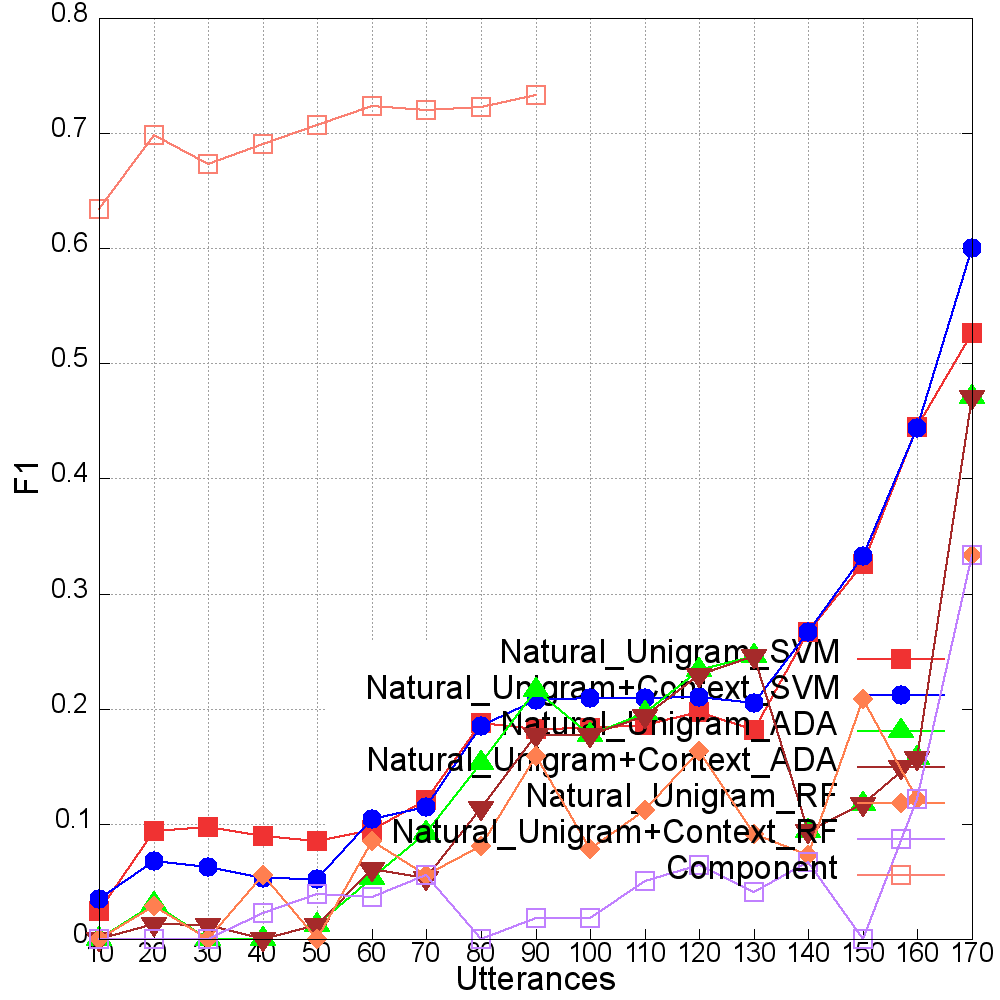 0.8
0.7
0.6
0.5
0.4
0.3
0.2
0.1
0
F1
Natural_Unigram_SVM
Natural_Unigram+Context_SVM
Natural_Unigram_ADA
Natural_Unigram+Context_ADA
Natural_Unigram_RF
Natural_Unigram+Context_RF
Component
10 20 30 40 50 60 70 80 90 100 110 120 130 140 150 160 170
Utterances